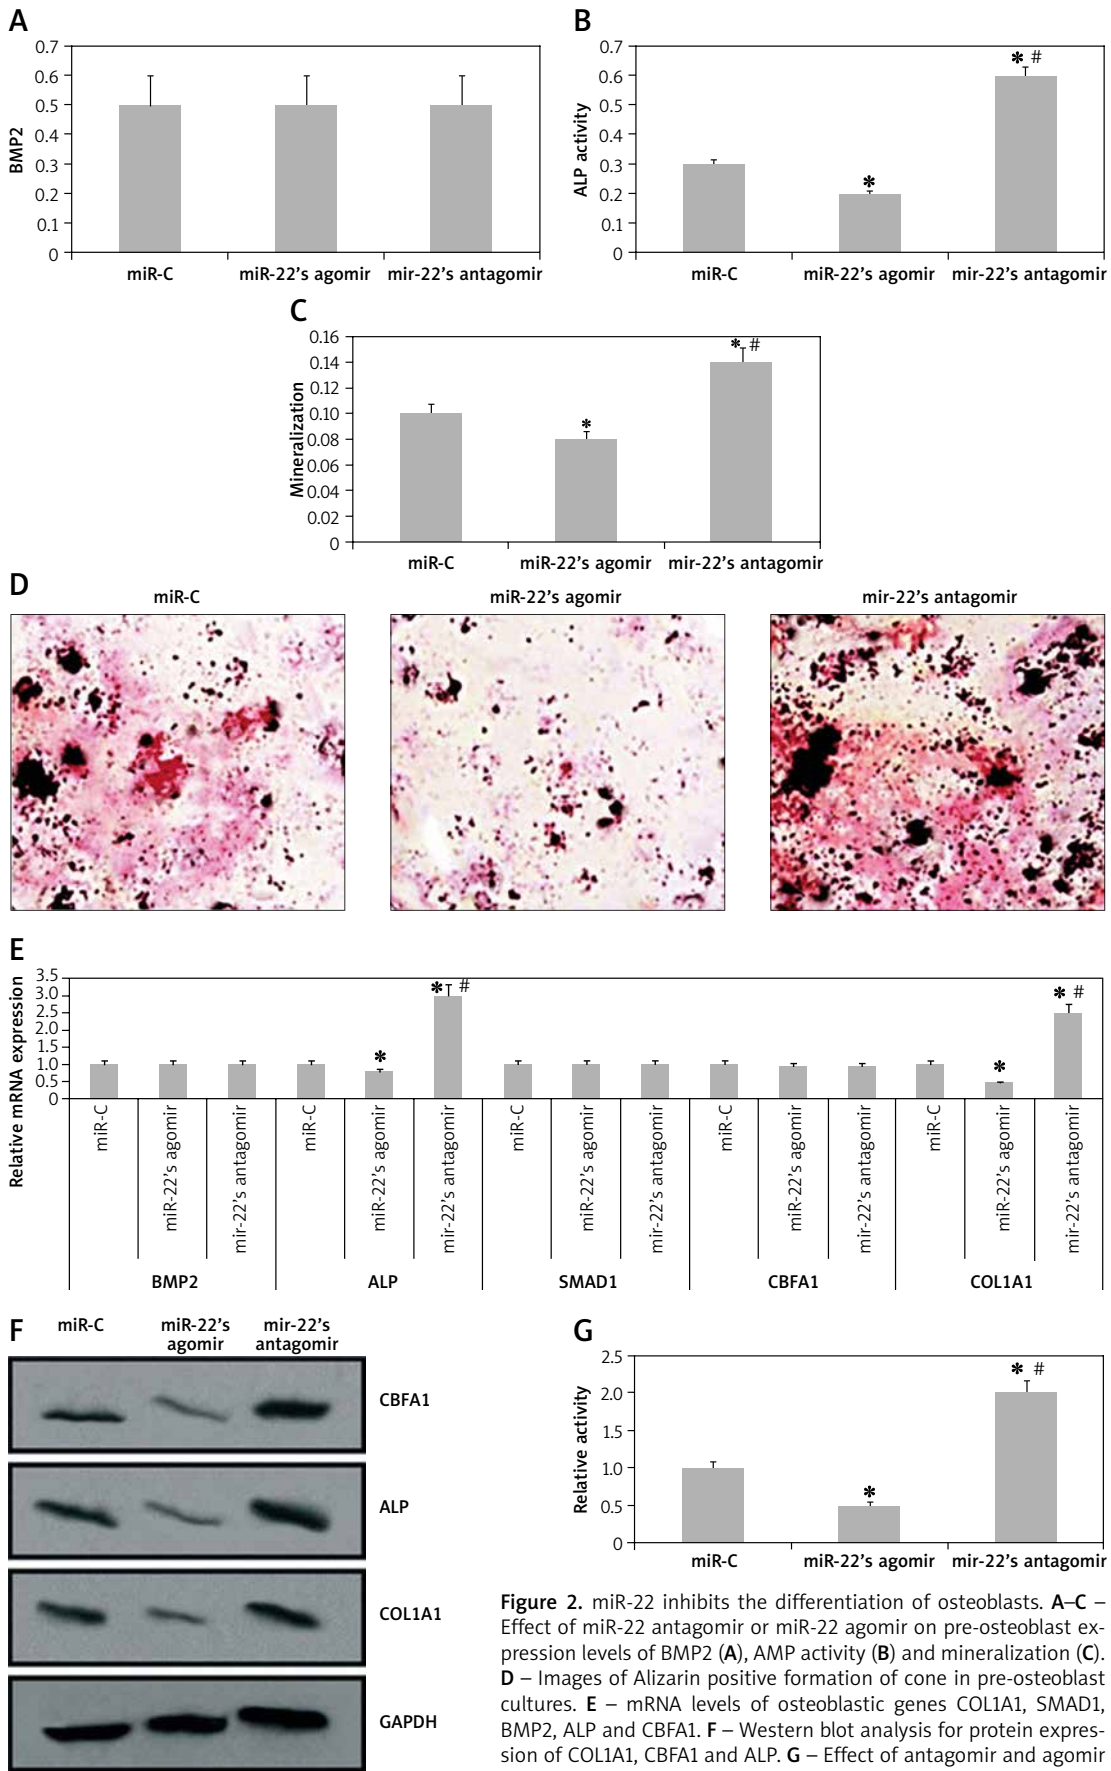 A
B
0.7
0.6
0.5
0.4
0.3
0.2
0.1
0
BMP2
miR-C miR-22's agomir mir-22's antagomir
0.7
0.6
0.5
0.4
0.3
0.2
0.1
0
ALP activity
* * #
miR-C miR-22's agomir mir-22's antagomir
C
0.16
0.14
0.12
0.10
0.08
0.06
0.04
0.02
0
Mineralization
* * #
miR-C miR-22's agomir mir-22's antagomir
D
miR-C miR-22's agomir mir-22's antagomir
E
3.5
3.0
2.5
2.0
1.5
1.0
0.5
0
Relative mRNA expression
* * # * * #
miR-C miR-22's agomir mir-22's antagomir miR-C miR-22's agomir mir-22's antagomir miR-C miR-22's agomir mir-22's antagomir miR-C miR-22's agomir mir-22's antagomir miR-C miR-22's agomir mir-22's antagomir
BMP2 ALP SMAD1 CBFA1 COL1A1
F
miR-C miR-22's mir-22's
agomir antagomir
CBFA1
ALP
COL1A1
GAPDH
G
2.5
2.0
1.5
1.0
0.5
0
Relative activity
* * #
miR-C miR-22's agomir mir-22's antagomir
Figure 2. miR-22 inhibits the differentiation of osteoblasts. A–C –
Effect of miR-22 antagomir or miR-22 agomir on pre-osteoblast ex-
pression levels of BMP2 (A), AMP activity (B) and mineralization (C).
D – Images of Alizarin positive formation of cone in pre-osteoblast
cultures. E – mRNA levels of osteoblastic genes COL1A1, SMAD1,
BMP2, ALP and CBFA1. F – Western blot analysis for protein expres-
sion of COL1A1, CBFA1 and ALP. G – Effect of antagomir and agomir